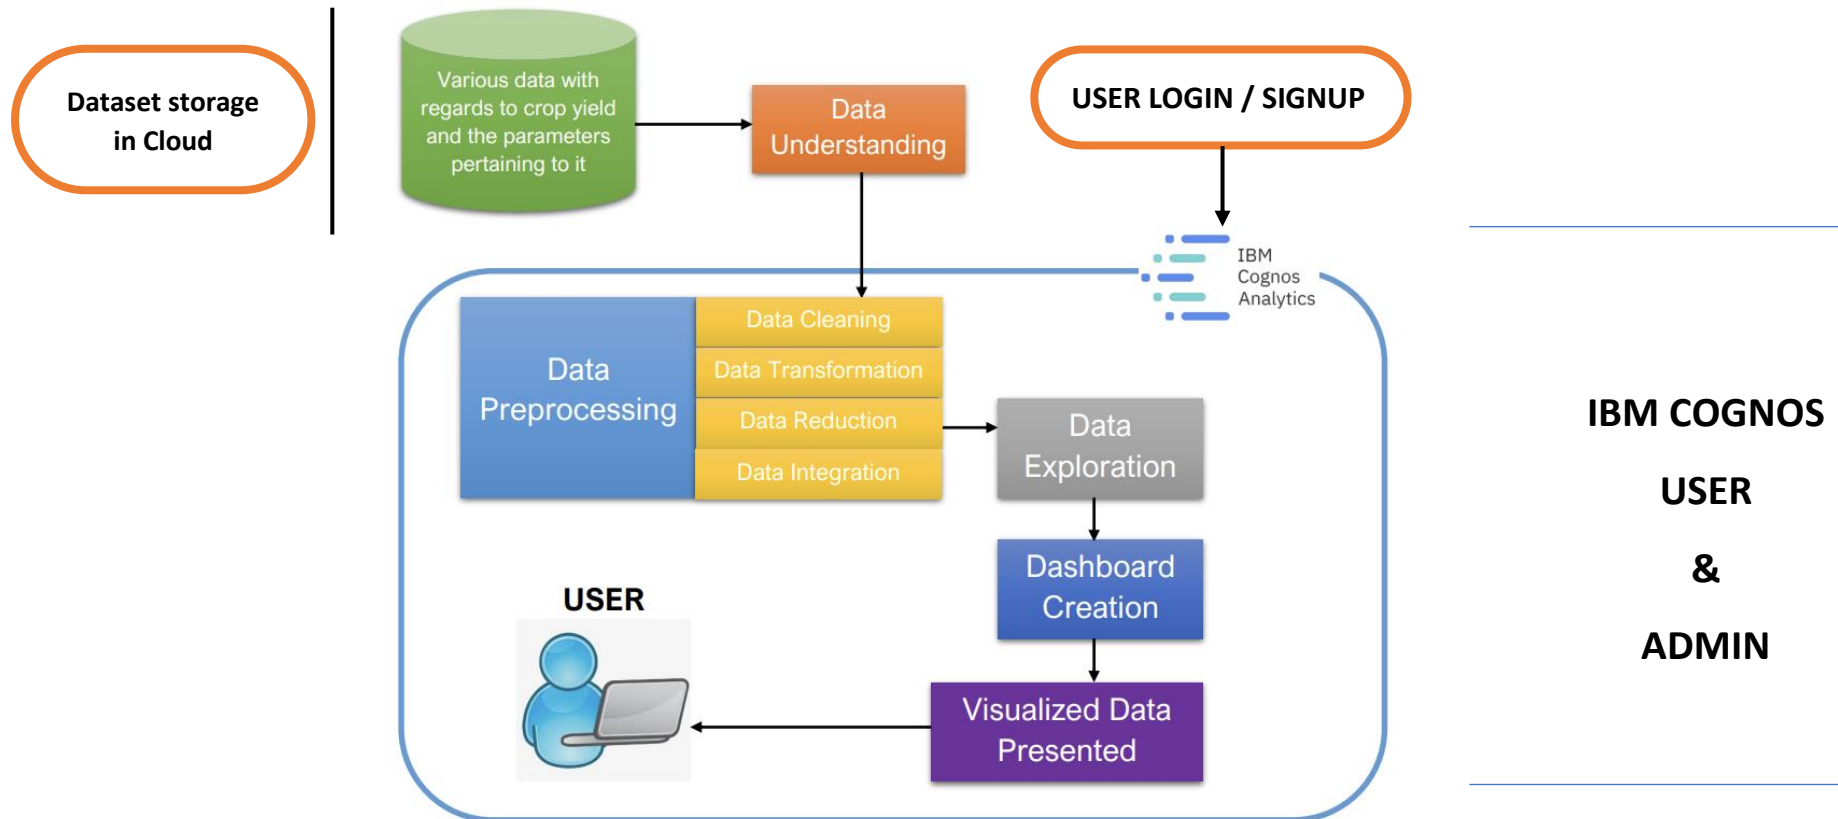 Dataset storage
in Cloud
Various data with
regards to crop yield
and the parameters
pertaining to it
Data
Understanding
USER LOGIN / SIGNUP
IBM
Cognos
Analytics
Data
Preprocessing
Data Cleaning
Data Transformation
Data Reduction
Data Integration
Data
Exploration
Dashboard
Creation
Visualized Data
Presented
USER
IBM COGNOS
USER
&
ADMIN